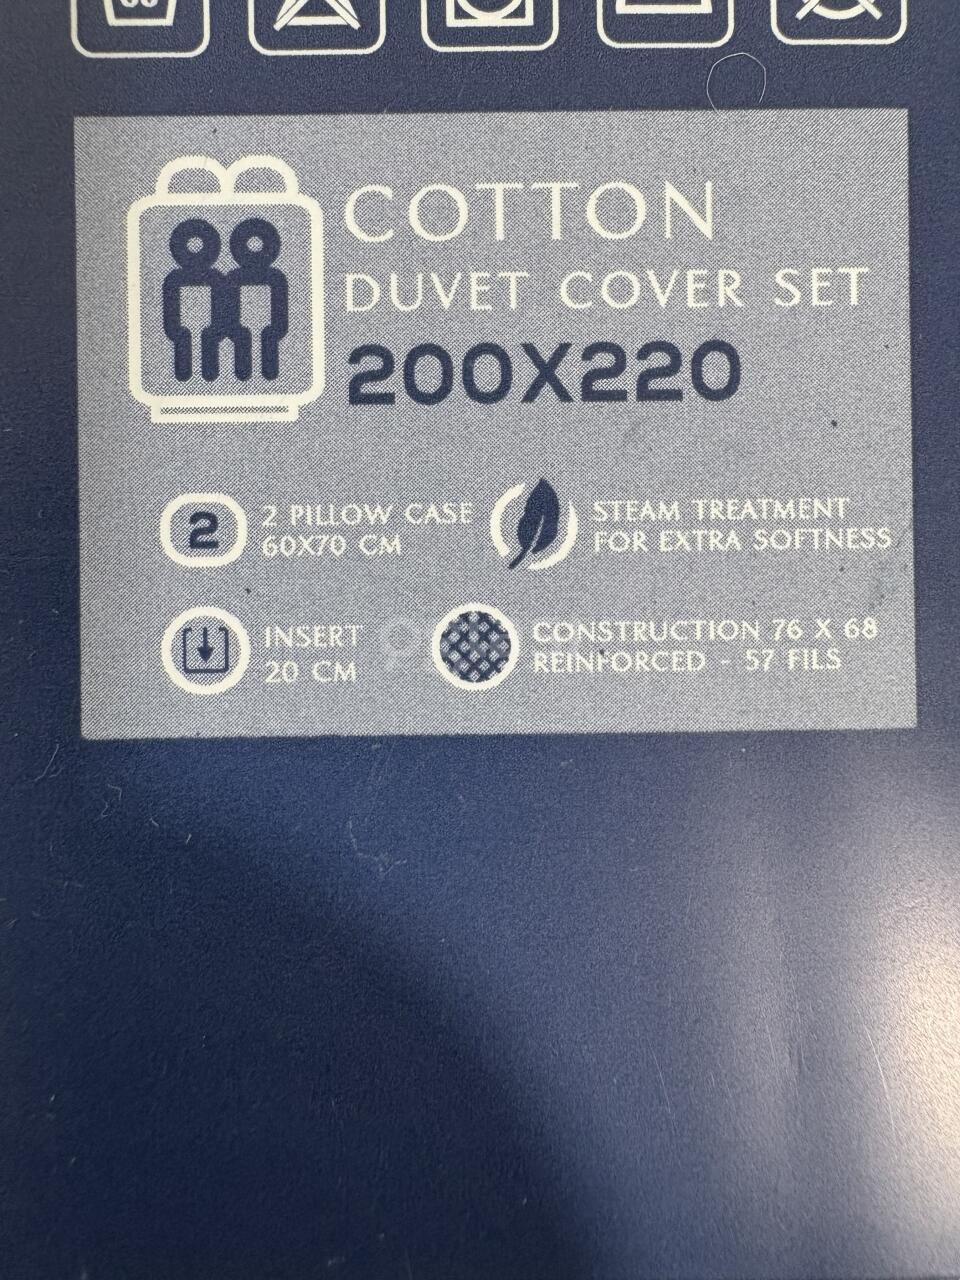 COTTON
DUVET COVER SET
200X220
2
2 PILLOW CASE
60X70 CM
STEAM TREATMENT
FOR EXTRA SOFTNESS
INSERT
20 CM
CONSTRUCTION 76 X 68
REINFORCED - 57 FILS